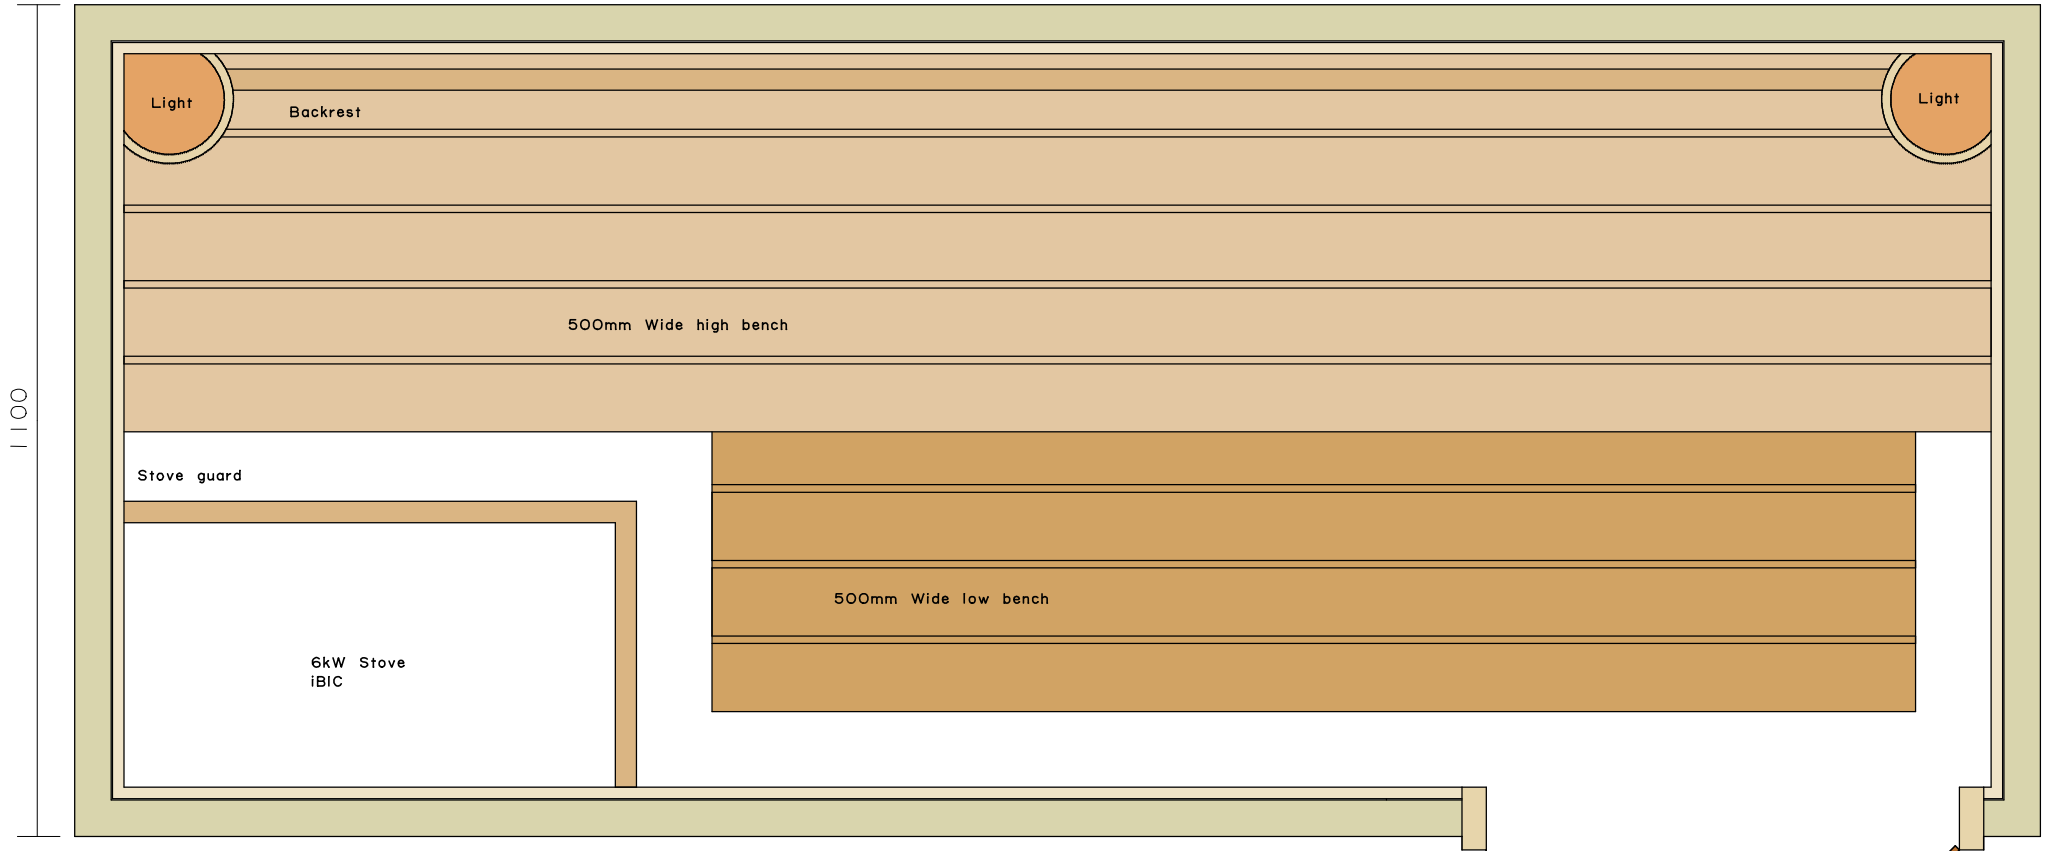 Light
Light
Backrest
500mm Wide high bench
1100
Stove guard
500mm Wide low bench
6kW Stove
iBIC